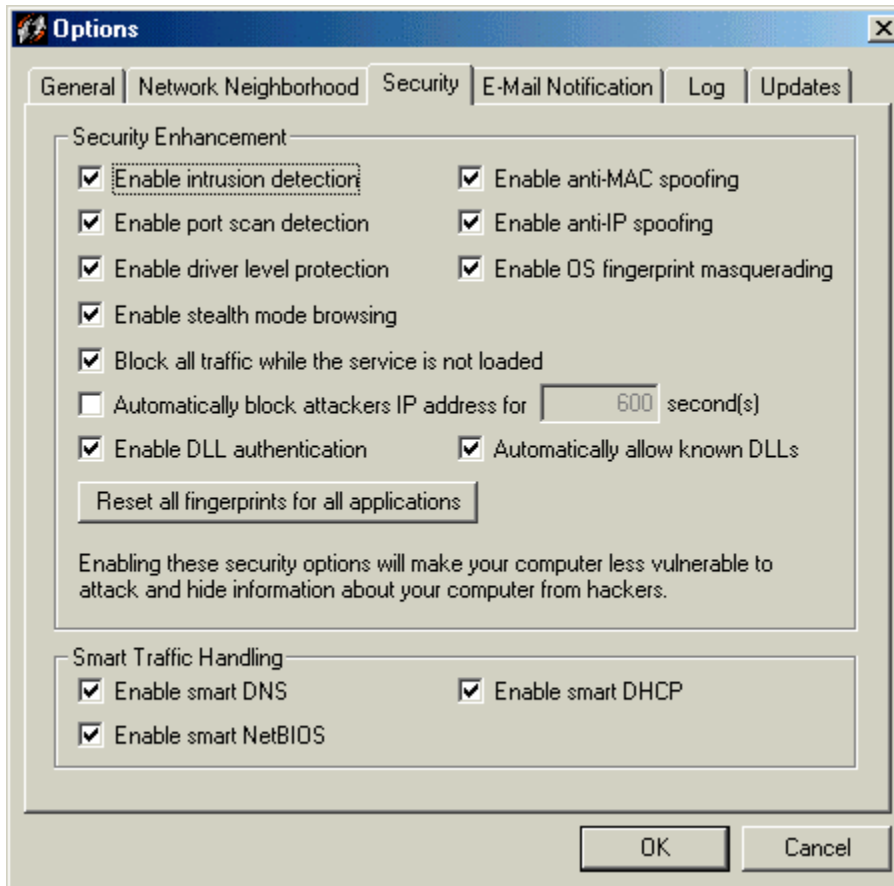 Options
General Network Neighborhood Security E-Mail Notification Log Updates
Security Enhancement
Enable intrusion detection Enable anti-MAC spoofing
Enable port scan detection Enable anti-IP spoofing
Enable driver level protection Enable OS fingerprint masquerading
Enable stealth mode browsing
Block all traffic while the service is not loaded
Automatically block attackers IP address for 600 second(s)
Enable DLL authentication Automatically allow known DLLs
Reset all fingerprints for all applications
Enabling these security options will make your computer less vulnerable to
attack and hide information about your computer from hackers.
Smart Traffic Handling
Enable smart DNS Enable smart DHCP
Enable smart NetBIOS
OK Cancel